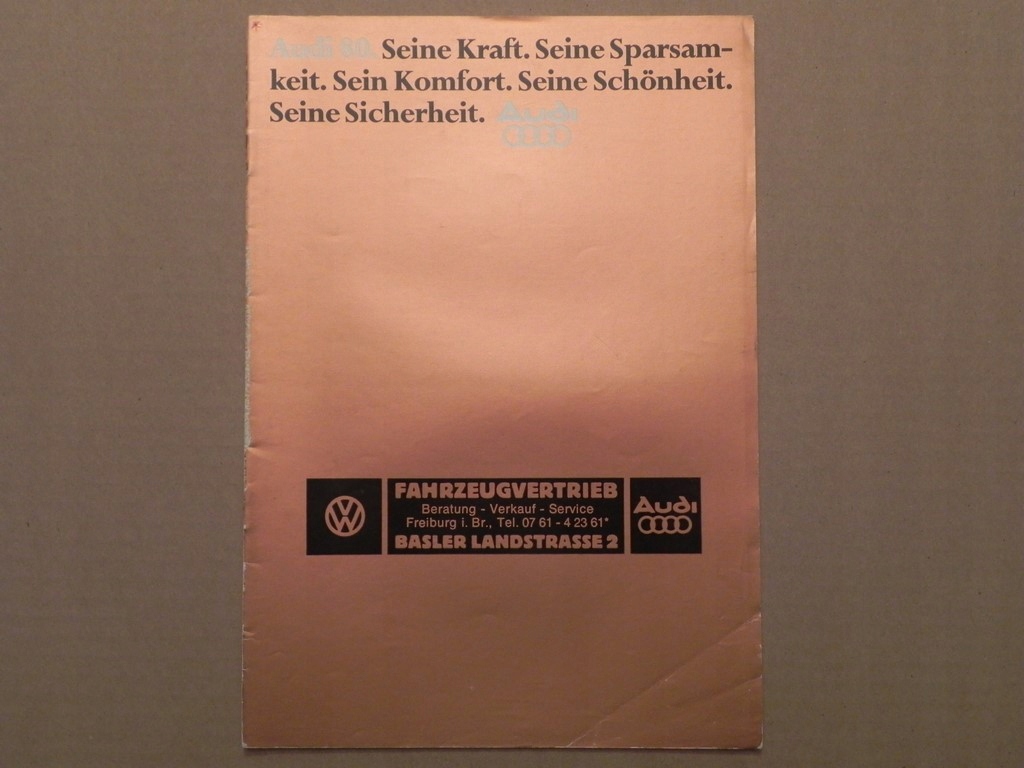 Audi 80. Seine Kraft. Seine Sparsam-
keit. Sein Komfort. Seine Schönheit.
Seine Sicherheit. Audi
VW
FAHRZEUGVERTRIEB
Beratung - Verkauf - Service
Freiburg i. Br., Tel. 07 61 - 4 23 61*
BASLER LANDSTRASSE 2
Audi